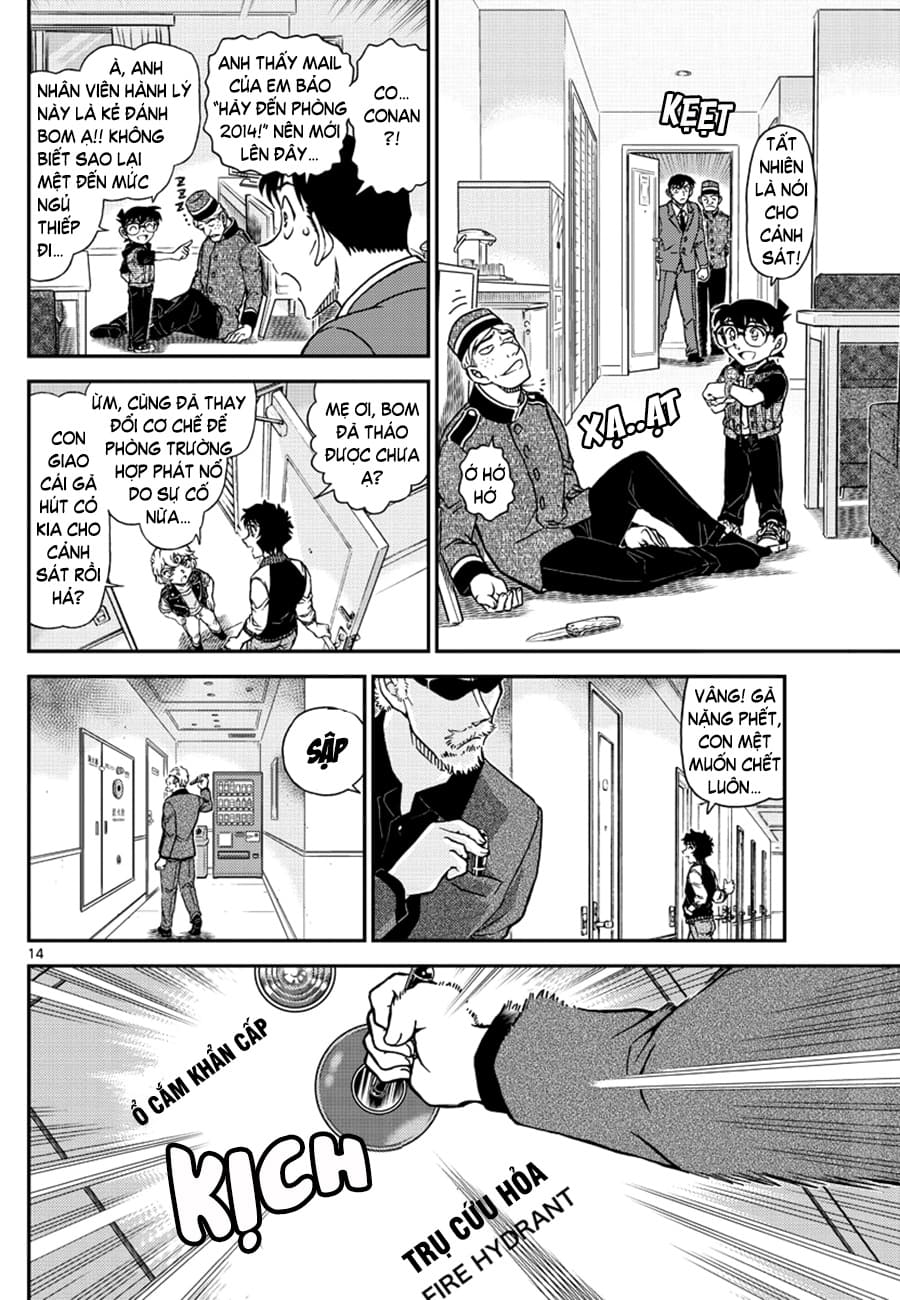 KẸẸT
TẤT
NHIÊN
LÀ NÓI
CHO
CẢNH
SÁT!
XẠ..ẠT
Ớ HỚ
HỚ
CO...
CONAN
?!
ANH THẤY MAIL
CỦA EM BẢO
“HÃY ĐẾN PHÒNG
2014!” NÊN MỚI
LÊN ĐÂY...
À, ANH
NHÂN VIÊN HÀNH LÝ
NÀY LÀ KẺ ĐÁNH
BOM Ạ!! KHÔNG
BIẾT SAO LẠI
MỆT ĐẾN MỨC
NGỦ
THIẾP
ĐI...
Z
Z
Z
MẸ ƠI, BOM
ĐÃ THÁO
ĐƯỢC CHƯA
Ạ?
ỪM, CŨNG ĐÃ THAY
ĐỔI CƠ CHẾ ĐỂ
PHÒNG TRƯỜNG
HỢP PHÁT NỔ
DO SỰ CỐ
NỮA...
CON
GIAO
CÁI GÃ
HÚT CÓ
KIA CHO
CẢNH
SÁT RỒI
HẢ?
VÂNG! GÃ
NẶNG PHẾT,
CON MỆT
MUỐN CHẾT
LUÔN...
SẬP
14
Ổ CẮM KHẨN CẤP
KỊCH
TRỤ CỨU HỎA
FIRE HYDRANT